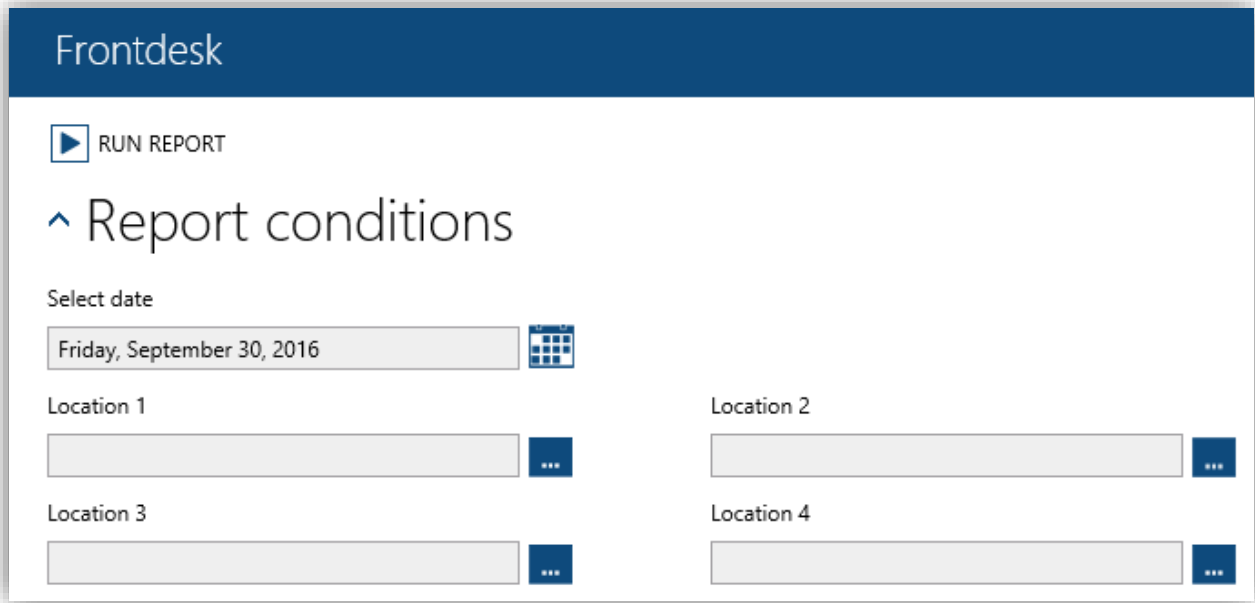 Frontdesk
RUN REPORT
Report conditions
Select date
Friday, September 30, 2016
Location 1
Location 2
...
...
Location 3
Location 4
...
...